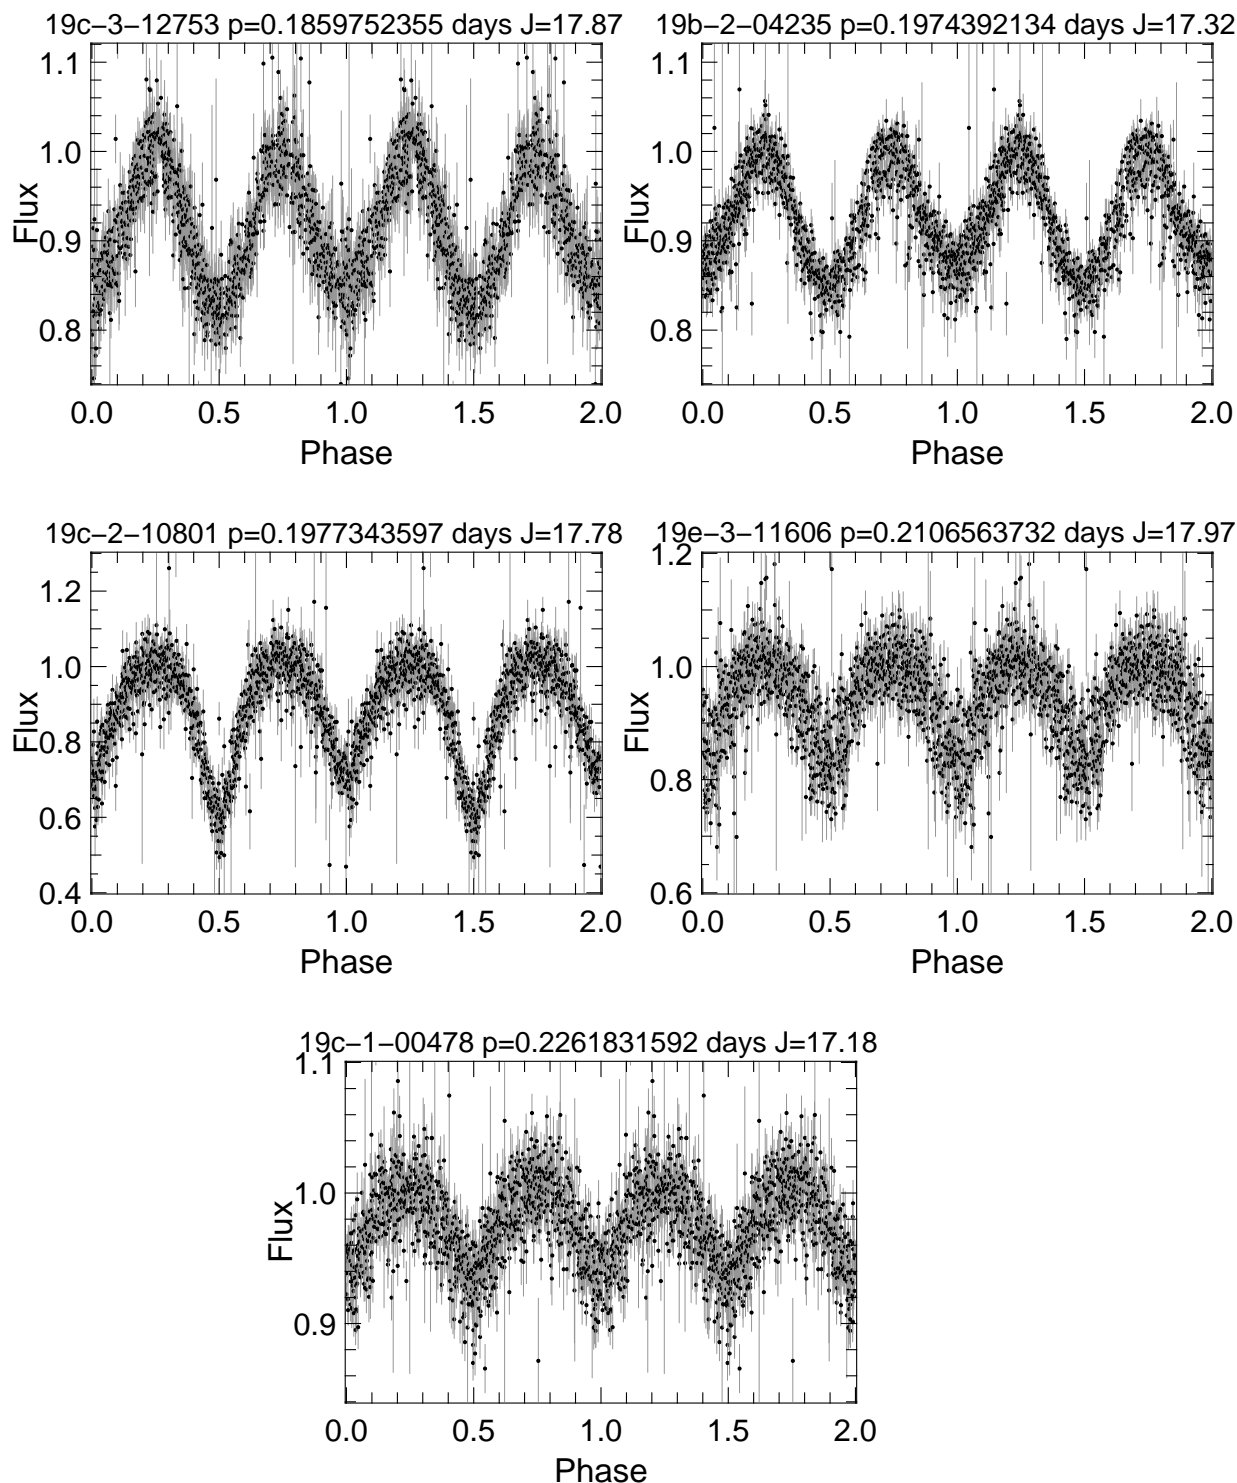 19c−3−12753 p=0.1859752355 days J=17.87
1.1
1.0
0.9
0.8
Flux
0.0 0.5 1.0 1.5 2.0
Phase
19b−2−04235 p=0.1974392134 days J=17.32
1.1
1.0
0.9
0.8
Flux
0.0 0.5 1.0 1.5 2.0
Phase
19c−2−10801 p=0.1977343597 days J=17.78
1.2
1.0
0.8
0.6
0.4
Flux
0.0 0.5 1.0 1.5 2.0
Phase
19e−3−11606 p=0.2106563732 days J=17.97
1.2
1.0
0.8
0.6
Flux
0.0 0.5 1.0 1.5 2.0
Phase
19c−1−00478 p=0.2261831592 days J=17.18
1.1
1.0
0.9
Flux
0.0 0.5 1.0 1.5 2.0
Phase